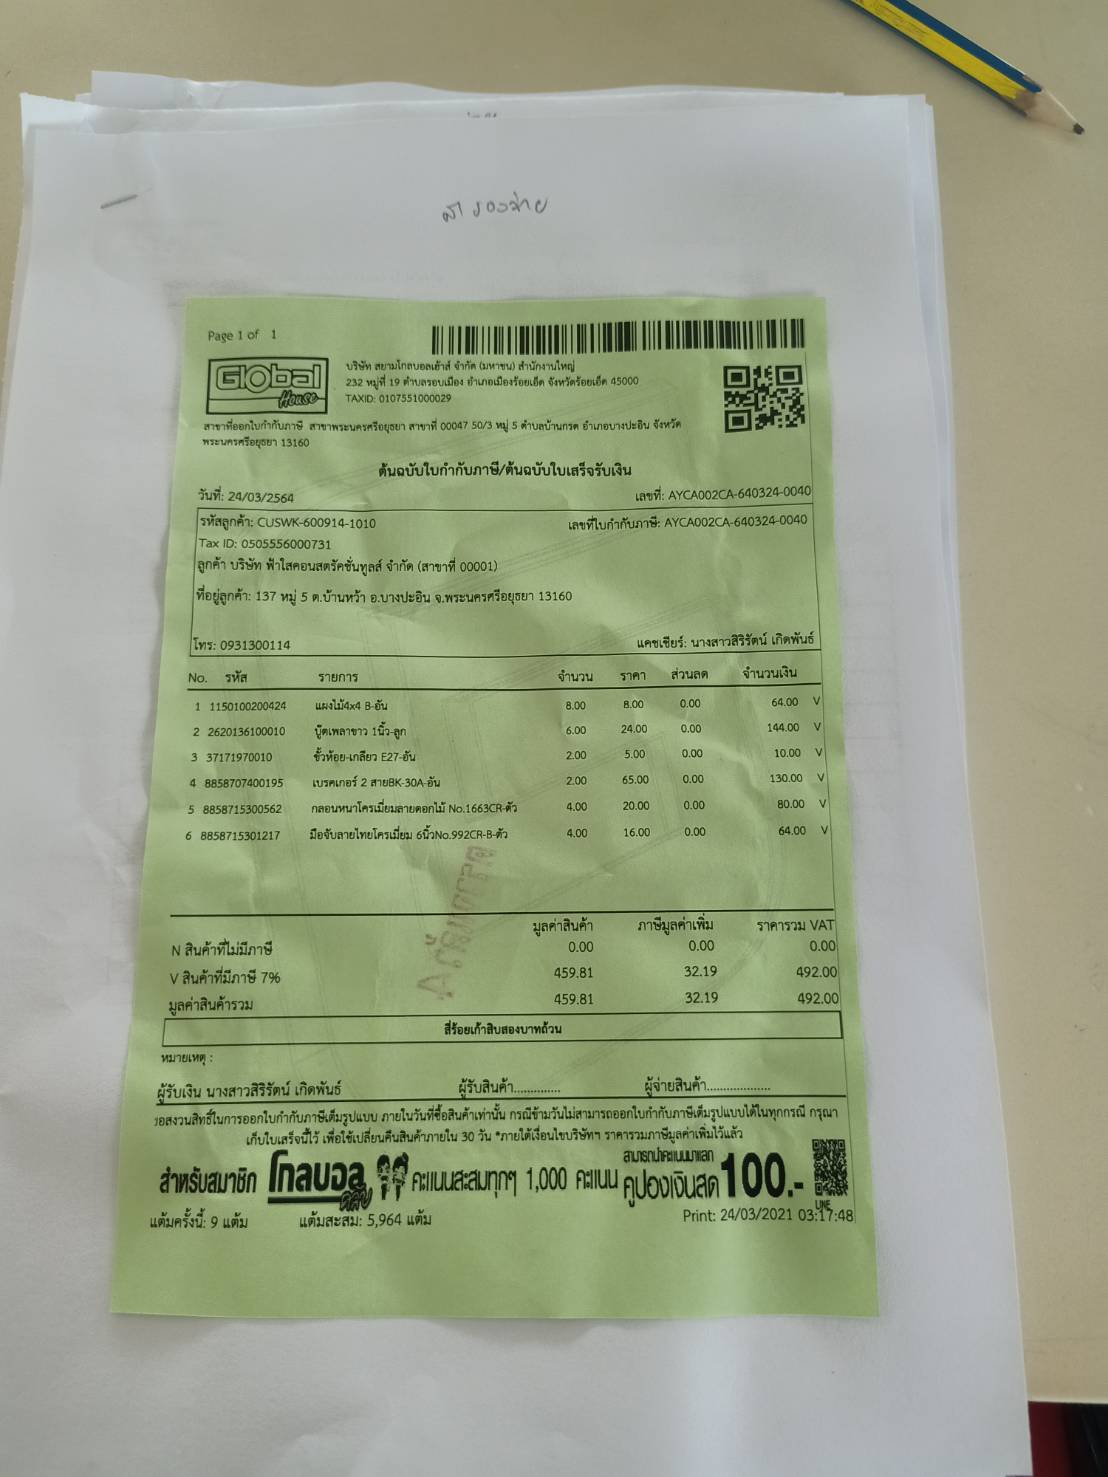 Page 1 of 1
Global
House
บริษัท สยามโกลบอลเฮ้าส์ จำกัด (มหาชน) สำนักงานใหญ่
232 หมู่ที่ 19 ตำบลรอบเมือง อำเภอเมืองร้อยเอ็ด จังหวัดร้อยเอ็ด 45000
TAXID: 0107551000029
สาขาที่ออกใบกำกับภาษี สาขาพระนครศรีอยุธยา สาขาที่ 00047 50/3 หมู่ 5 ตำบลบ้านกรด อำเภอบางปะอิน จังหวัด
พระนครศรีอยุธยา 13160
ต้นฉบับใบกำกับภาษี/ต้นฉบับใบเสร็จรับเงิน
วันที่: 24/03/2564 เลขที่: AYCA002CA-640324-0040
รหัสลูกค้า: CUSWK-600914-1010 เลขที่ใบกำกับภาษี: AYCA002CA-640324-0040
Tax ID: 0505556000731
ลูกค้า บริษัท ฟ้าใสคอนสตรัคชั่นทูลส์ จำกัด (สาขาที่ 00001)
ที่อยู่ลูกค้า: 137 หมู่ 5 ต.บ้านหว้า อ.บางปะอิน จ.พระนครศรีอยุธยา 13160
โทร: 0931300114 แคชเชียร์: นางสาวสิริรัตน์ เกิดพันธ์
No. รหัส รายการ จำนวน ราคา ส่วนลด จำนวนเงิน
1 1150100200424 แผงไม้4x4 B-อัน 8.00 8.00 0.00 64.00 V
2 2620136100010 บู๊ตเพลาขาว 1นิ้ว-ลูก 6.00 24.00 0.00 144.00 V
3 37171970010 ขั้วห้อย-เกลียว E27-อัน 2.00 5.00 0.00 10.00 V
4 8858707400195 เบรคเกอร์ 2 สายBK-30A-อัน 2.00 65.00 0.00 130.00 V
5 8858715300562 กลอนหนาโครเมี่ยมลายดอกไม้ No.1663CR-ตัว 4.00 20.00 0.00 80.00 V
6 8858715301217 มือจับลายไทยโครเมี่ยม 6นิ้วNo.992CR-B-ตัว 4.00 16.00 0.00 64.00 V
มูลค่าสินค้า ภาษีมูลค่าเพิ่ม ราคารวม VAT
N สินค้าที่ไม่มีภาษี 0.00 0.00 0.00
V สินค้าที่มีภาษี 7% 459.81 32.19 492.00
มูลค่าสินค้ารวม 459.81 32.19 492.00
สี่ร้อยเก้าสิบสองบาทถ้วน
หมายเหตุ :
ผู้รับเงิน นางสาวสิริรัตน์ เกิดพันธ์ ผู้รับสินค้า............. ผู้จ่ายสินค้า...................
ขอสงวนสิทธิ์ในการออกใบกำกับภาษีเต็มรูปแบบ ภายในวันที่ซื้อสินค้าเท่านั้น กรณีข้ามวันไม่สามารถออกใบกำกับภาษีเต็มรูปแบบได้ในทุกกรณี กรุณา
เก็บใบเสร็จนี้ไว้ เพื่อใช้เปลี่ยนคืนสินค้าภายใน 30 วัน *ภายใต้เงื่อนไขบริษัทฯ ราคารวมภาษีมูลค่าเพิ่มไว้แล้ว
สำหรับสมาชิก โกลบอล คลับ คะแนนสะสมทุกๆ 1,000 คะแนน สามารถนำคะแนนมาแลก คูปองเงินสด 100.-
LINE
แต้มครั้งนี้: 9 แต้ม แต้มสะสม: 5,964 แต้ม Print: 24/03/2021 03:17:48